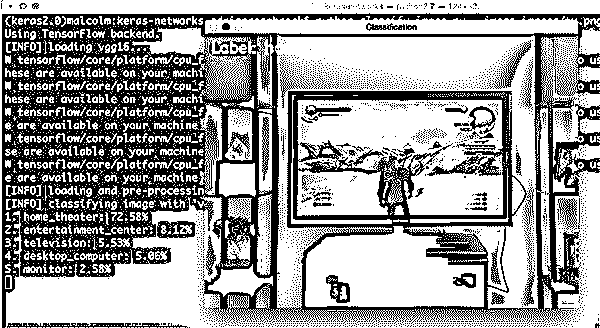 (keras2.0)malcolm:keras-networks
Using TensorFlow backend.
[INFO] loading vgg16...
W tensorflow/core/platform/cpu_f
hese are available on your machi
W tensorflow/core/platform/cpu_f
hese are available on your machi
W tensorflow/core/platform/cpu_f
e are available on your machine
W tensorflow/core/platform/cpu_f
se are available on your machine
W tensorflow/core/platform/cpu_f
e are available on your machine
[INFO] loading and pre-processin
[INFO] classifying image with 'v
1. home_theater: 72.58%
2. entertainment_center: 8.12%
3. television: 5.53%
4. desktop_computer: 5.06%
5. monitor: 2.58%
Classification
Label: h